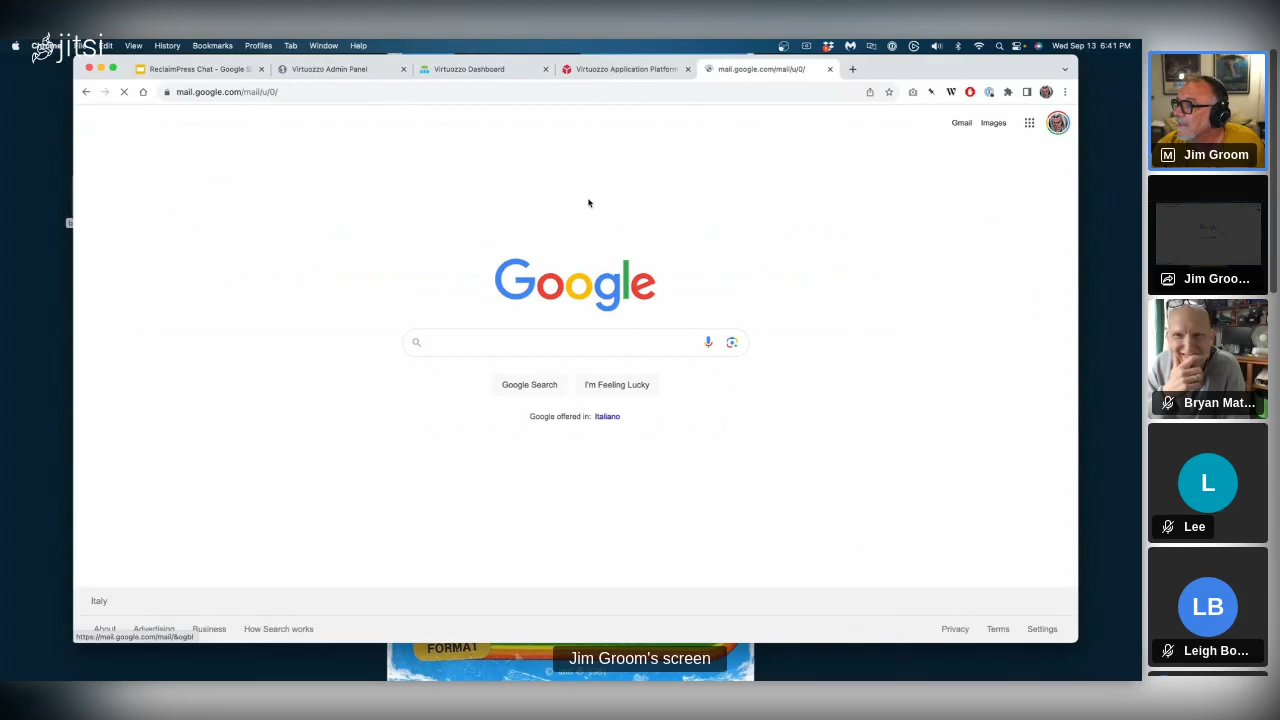 jitsi
Edit View History Bookmarks Profiles Tab Window Help
Wed Sep 13 6:41 PM
ReclaimPress Chat - Google S
Virtuozzo Admin Panel
Virtuozzo Dashboard
Virtuozzo Application Platform
mail.google.com/mail/u/0/
mail.google.com/mail/u/0/
Gmail Images
Google
Google Search
I'm Feeling Lucky
Google offered in: Italiano
Italy
About Advertising Business How Search works
Privacy Terms Settings
https://mail.google.com/mail/&ogbl
FORMAT
Jim Groom's screen
M Jim Groom
Jim Groo...
Bryan Mat...
L
Lee
LB
Leigh Bo...